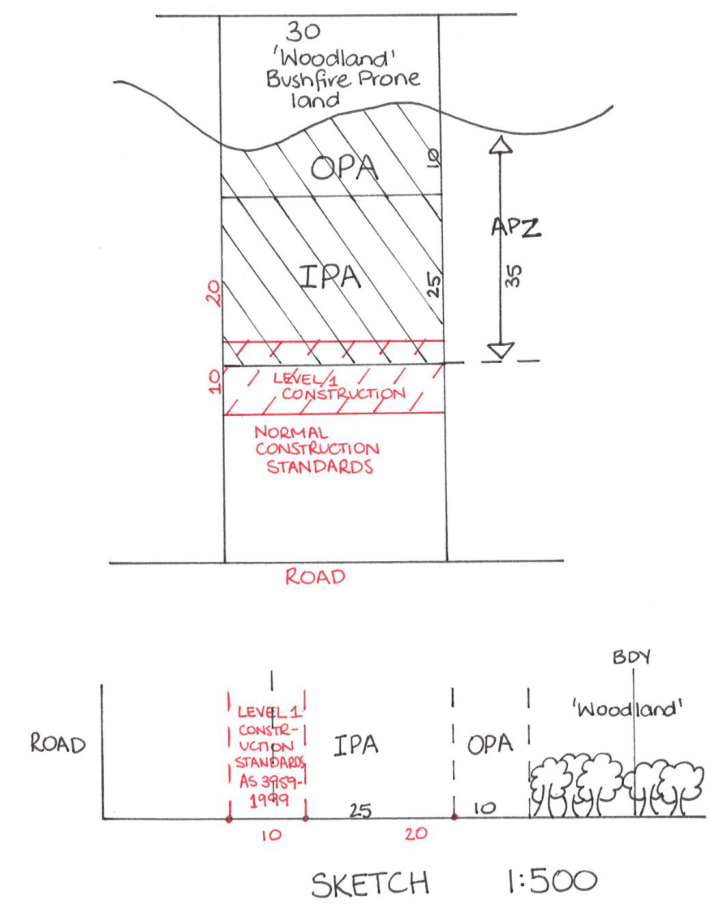 30
'Woodland'
Bushfire Prone
land
OPA
10
APZ
35
IPA
25
20
10
LEVEL 1
CONSTRUCTION
NORMAL
CONSTRUCTION
STANDARDS
ROAD
BDY
'Woodland'
ROAD
LEVEL 1
CONSTR-
UCTION
STANDARDS
AS 3959-
1999
IPA
OPA
25
10
10
20
SKETCH 1:500